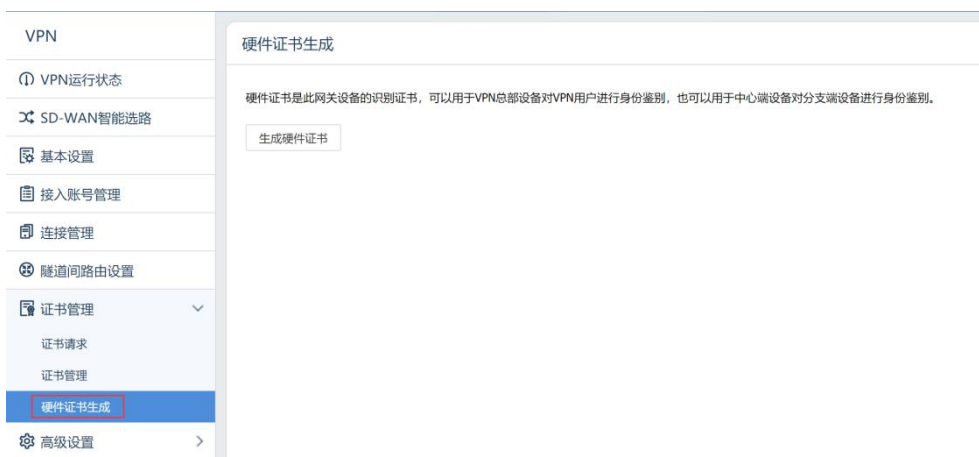 VPN
VPN运行状态
SD-WAN智能选路
基本设置
接入账号管理
连接管理
隧道间路由设置
证书管理
证书请求
证书管理
硬件证书生成
高级设置
硬件证书生成
硬件证书是此网关设备的识别证书，可以用于VPN总部设备对VPN用户进行身份鉴别，也可以用于中心端设备对分支端设备进行身份鉴别。
生成硬件证书